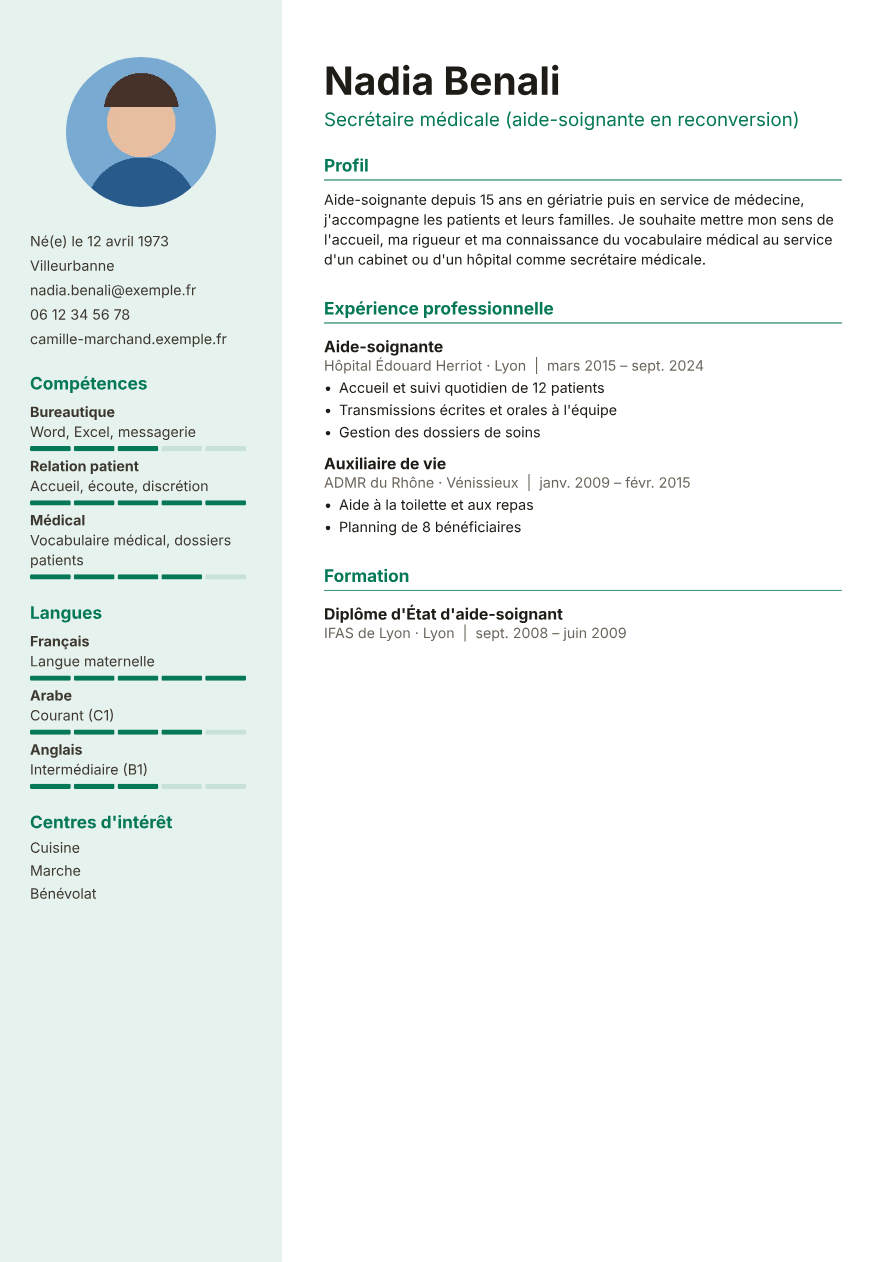 Né(e) le 12 avril 1973
Villeurbanne
nadia.benali@exemple.fr
06 12 34 56 78
camille-marchand.exemple.fr
Compétences
Bureautique
Word, Excel, messagerie
Relation patient
Accueil, écoute, discrétion
Médical
Vocabulaire médical, dossiers
patients
Langues
Français
Langue maternelle
Arabe
Courant (C1)
Anglais
Intermédiaire (B1)
Centres d'intérêt
Cuisine
Marche
Bénévolat
Nadia Benali
Secrétaire médicale (aide-soignante en reconversion)
Profil
Aide-soignante depuis 15 ans en gériatrie puis en service de médecine,
j'accompagne les patients et leurs familles. Je souhaite mettre mon sens de
l'accueil, ma rigueur et ma connaissance du vocabulaire médical au service
d'un cabinet ou d'un hôpital comme secrétaire médicale.
Expérience professionnelle
Aide-soignante
Hôpital Édouard Herriot · Lyon | mars 2015 – sept. 2024
• Accueil et suivi quotidien de 12 patients
• Transmissions écrites et orales à l'équipe
• Gestion des dossiers de soins
Auxiliaire de vie
ADMR du Rhône · Vénissieux | janv. 2009 – févr. 2015
• Aide à la toilette et aux repas
• Planning de 8 bénéficiaires
Formation
Diplôme d'État d'aide-soignant
IFAS de Lyon · Lyon | sept. 2008 – juin 2009